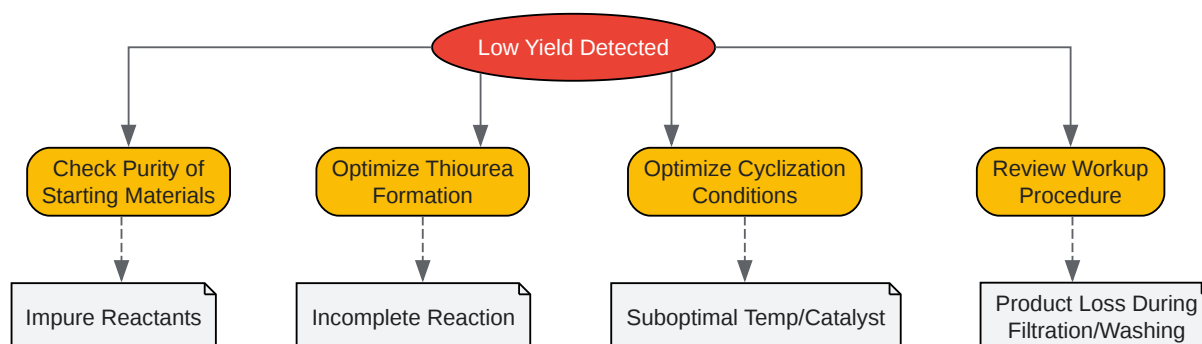 Low Yield Detected
Check Purity of
Starting Materials
Optimize Thiourea
Formation
Optimize Cyclization
Conditions
Review Workup
Procedure
Impure Reactants
Incomplete Reaction
Suboptimal Temp/Catalyst
Product Loss During
Filtration/Washing